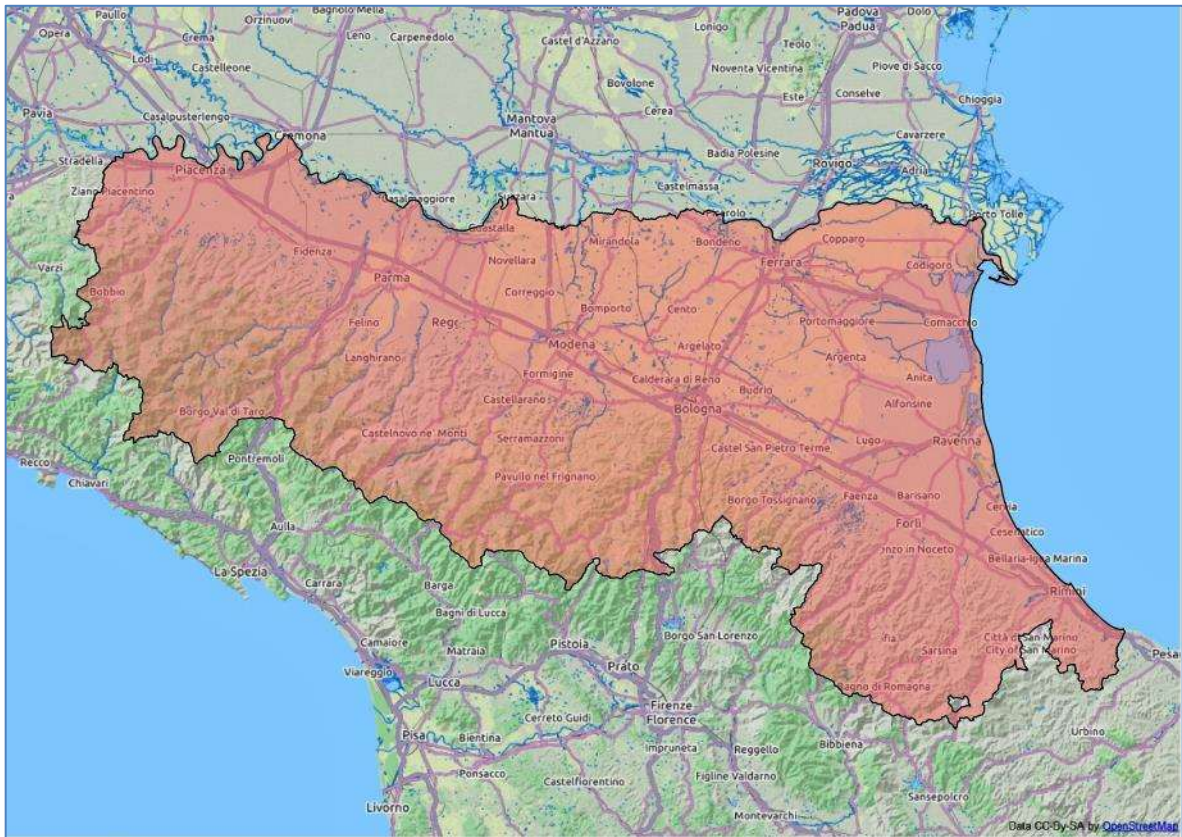 Paullo
Orzinuovi
Bagnolo Mella
Padova
Padua
Dolo
Opera
Crema
Leno
Carpenedolo
Castel d'Azzano
Lonigo
Teolo
Lodi
Castelleone
Noventa Vicentina
Piove di Sacco
Bovolone
Este
Conselve
Chioggia
Pavia
Casalpusterlengo
Mantova
Mantua
Cerea
Cavarzere
Cremona
Badia Polesine
Rovigo
Adria
Stradella
Piacenza
Castelmassa
Ziano Piacentino
Porto Tolle
Guastalla
Mirandola
Bondeno
Copparo
Varzi
Fidenza
Novellara
Ferrara
Codigoro
Bobbio
Parma
Correggio
Bomporto
Cento
Portomaggiore
Comacchio
Felino
Modena
Argelato
Argenta
Langhirano
Formigine
Calderara di Reno
Budrio
Anita
Castellarano
Bologna
Alfonsine
Borgo Val di Taro
Castelnovo ne' Monti
Serramazzoni
Castel San Pietro Terme
Lugo
Ravenna
Recco
Chiavari
Pontremoli
Pavullo nel Frignano
Borgo Tossignano
Faenza
Barisano
Cervia
Aulla
Forlì
Cesenatico
La Spezia
Carrara
Barga
Rimini
Bagni di Lucca
Camaiore
Matraia
Pistoia
Borgo San Lorenzo
Città di San Marino
City of San Marino
Sarsina
Viareggio
Lucca
Prato
Bagno di Romagna
Firenze
Florence
Cerreto Guidi
Pisa
Bientina
Impruneta
Reggello
Bibbiena
Urbino
Ponsacco
Castelfiorentino
Figline Valdarno
Sansepolcro
Livorno
Montevarchi
Data CC-By-SA by OpenStreetMap